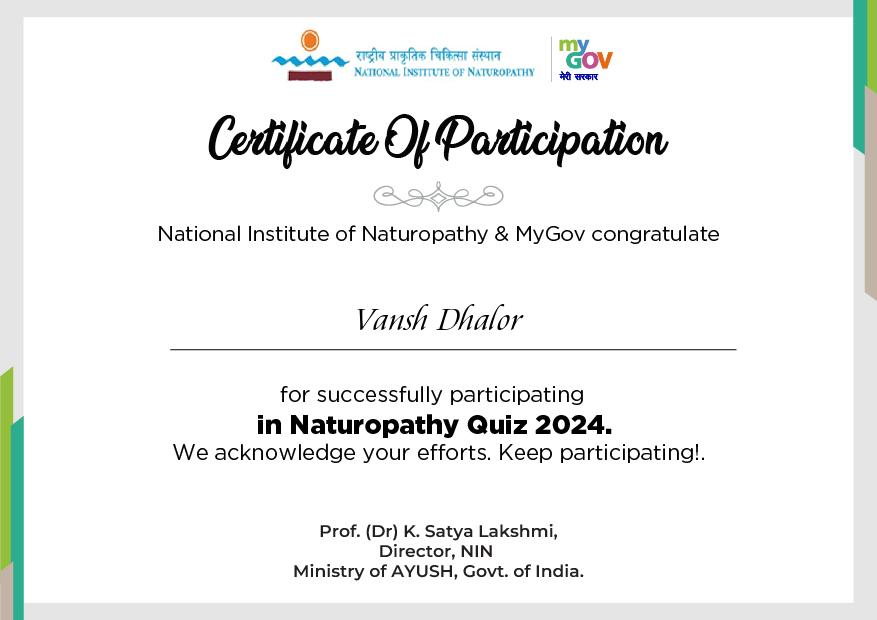 राष्ट्रीय प्राकृतिक चिकित्सा संस्थान
NATIONAL INSTITUTE OF NATUROPATHY
my
GOV
मेरी सरकार
Certificate Of Participation
National Institute of Naturopathy & MyGov congratulate
Vansh Dhalor
for successfully participating
in Naturopathy Quiz 2024.
We acknowledge your efforts. Keep participating!.
Prof. (Dr) K. Satya Lakshmi,
Director, NIN
Ministry of AYUSH, Govt. of India.